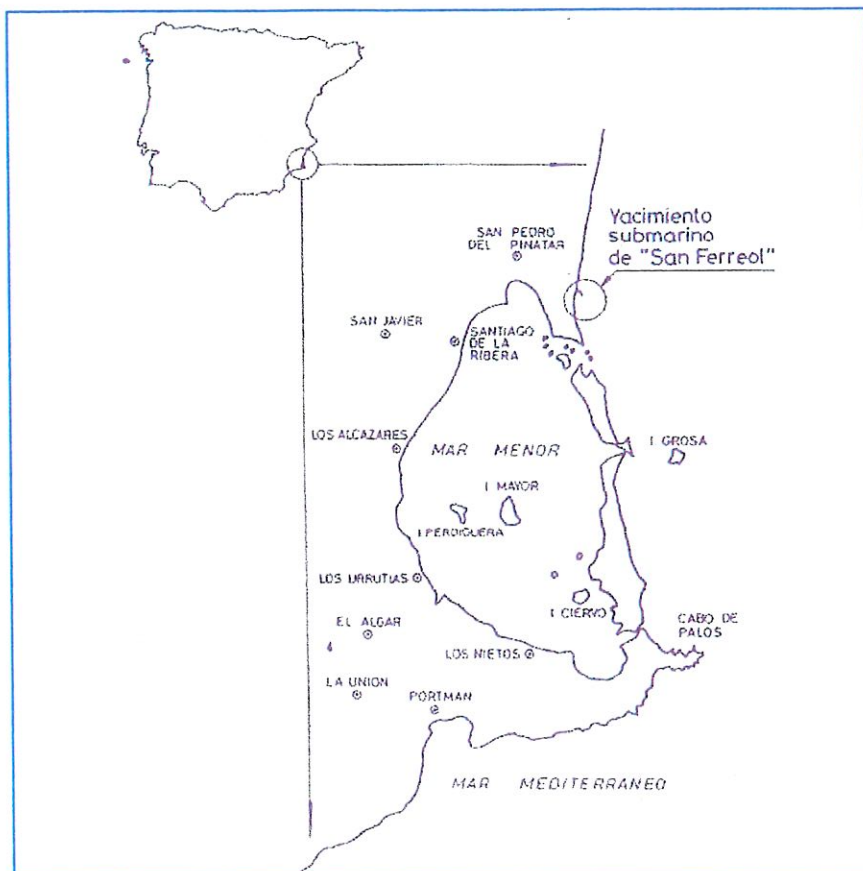 SAN PEDRO
DEL PINATAR
Yacimiento
submarino
de "San Ferreol"
SAN JAVIER
SANTIAGO
DE LA
RIBERA
LOS ALCAZARES
MAR MENOR
I GROSA
I MAYOR
I PERDIGUERA
LOS URRUTIAS
I CIERVO
EL ALGAR
CABO DE
PALOS
LOS NIETOS
LA UNION
PORTMAN
MAR MEDITERRANEO